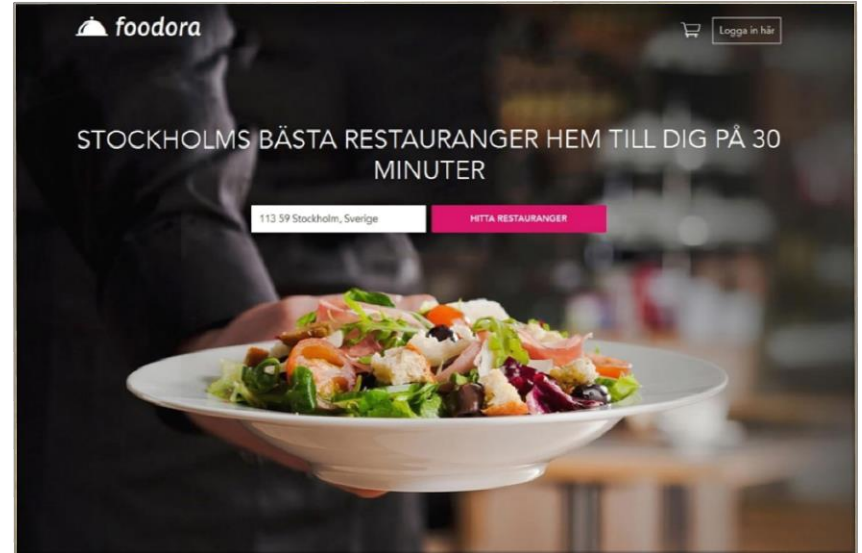 foodora
Logga in här
STOCKHOLMS BÄSTA RESTAURANGER HEM TILL DIG PÅ 30
MINUTER
113 59 Stockholm, Sverige
HITTA RESTAURANGER